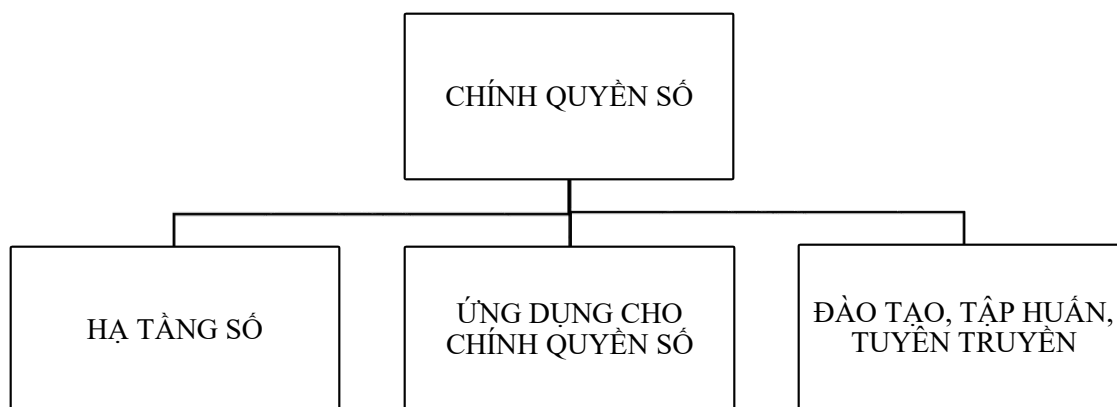 CHÍNH QUYỀN SỐ
HẠ TẦNG SỐ
ỨNG DỤNG CHO
CHÍNH QUYỀN SỐ
ĐÀO TẠO, TẬP HUẤN,
TUYÊN TRUYỀN